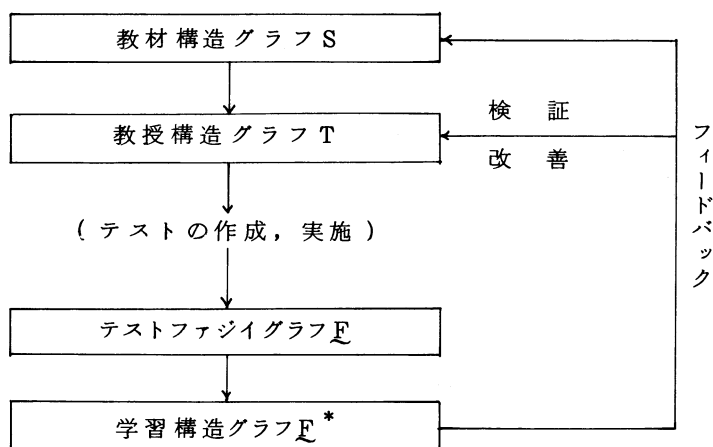 教材構造グラフS
教授構造グラフT
検証
改善
フィードバック
(テストの作成,実施)
テストファジイグラフF̰
学習構造グラフF̰*